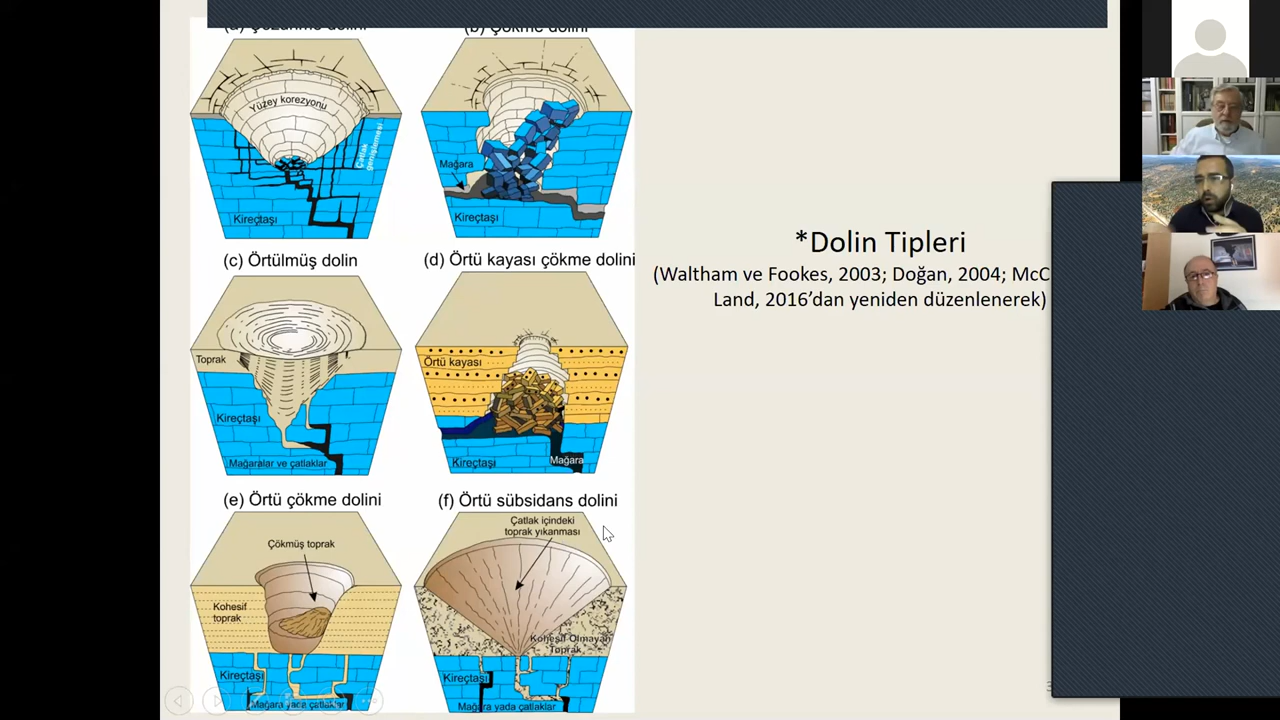 (a) Çözünme dolini
(b) Çökme dolini
Yüzey korezyonu
Çatlak
genişlemesi
Kireçtaşı
Mağara
Kireçtaşı
(c) Örtülmüş dolin
(d) Örtü kayası çökme dolini
Toprak
Kireçtaşı
Mağaralar ve çatlaklar
Örtü kayası
Kireçtaşı
Mağara
(e) Örtü çökme dolini
(f) Örtü sübsidans dolini
Çökmüş toprak
Kohesif
toprak
Kireçtaşı
Mağara yada çatlaklar
Çatlak içindeki
toprak yıkanması
Kohesif Olmayan
Toprak
Kireçtaşı
Mağara yada çatlaklar
*Dolin Tipleri
(Waltham ve Fookes, 2003; Doğan, 2004; McC
Land, 2016’dan yeniden düzenlenerek)